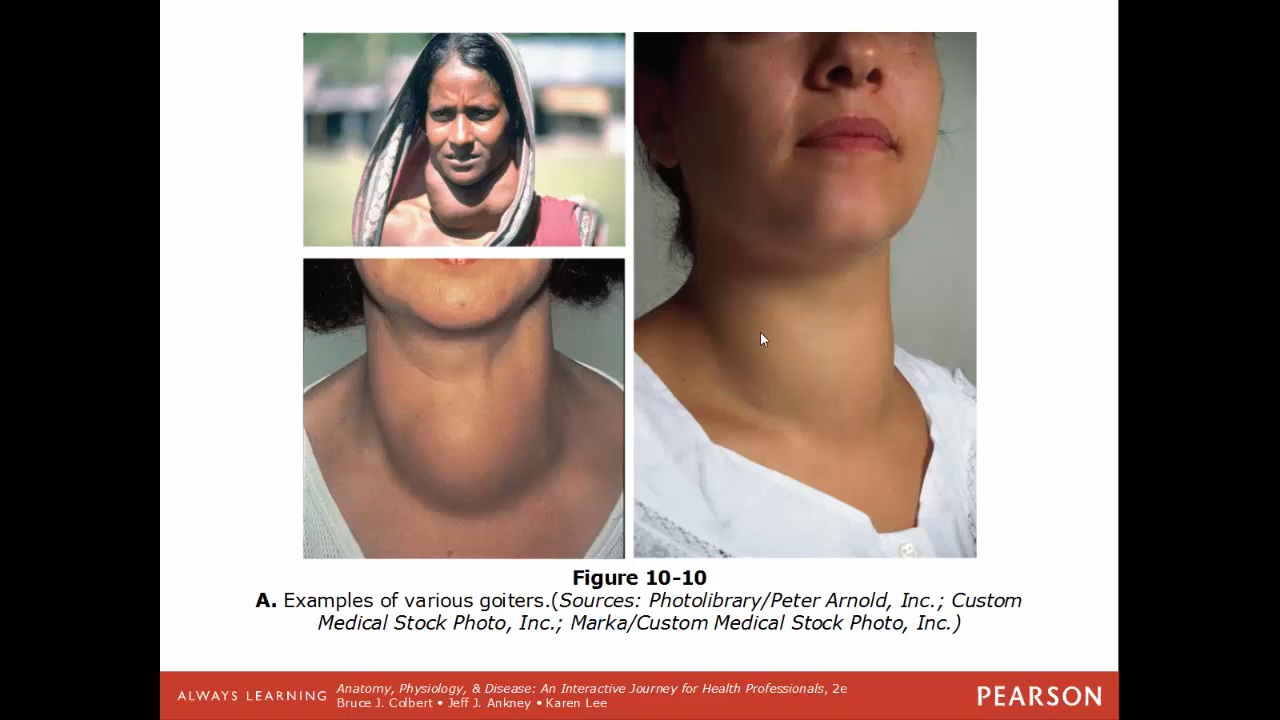 Figure 10-10
A. Examples of various goiters.(Sources: Photolibrary/Peter Arnold, Inc.; Custom
Medical Stock Photo, Inc.; Marka/Custom Medical Stock Photo, Inc.)
ALWAYS LEARNING
Anatomy, Physiology, & Disease: An Interactive Journey for Health Professionals, 2e
Bruce J. Colbert • Jeff J. Ankney • Karen Lee
PEARSON